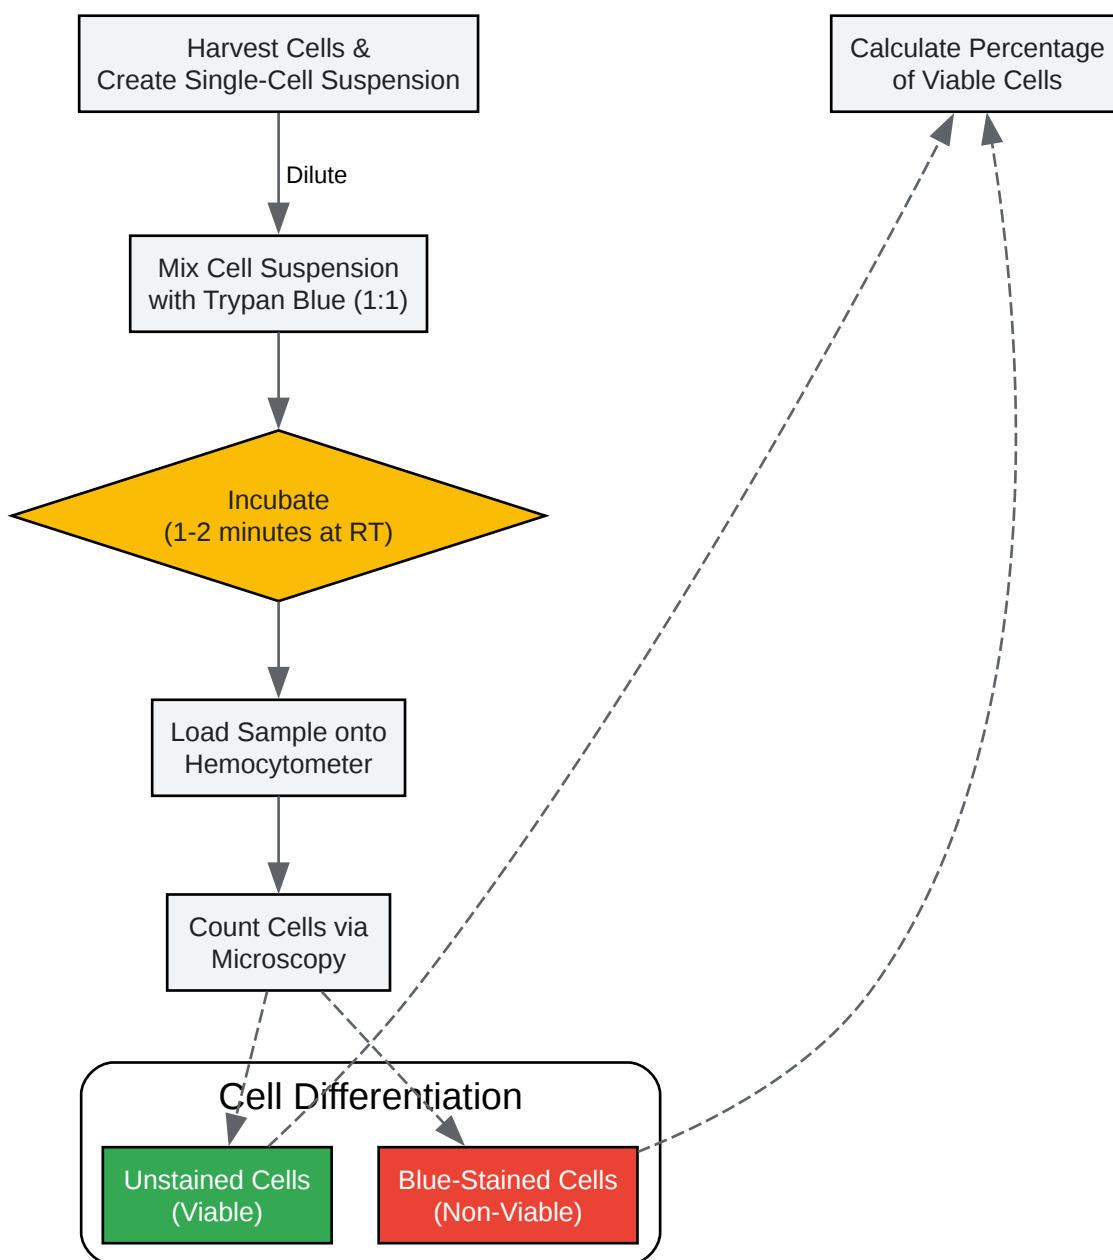 Harvest Cells &
Create Single-Cell Suspension
Calculate Percentage
of Viable Cells
Dilute
Mix Cell Suspension
with Trypan Blue (1:1)
Incubate
(1-2 minutes at RT)
Load Sample onto
Hemocytometer
Count Cells via
Microscopy
Cell Differentiation
Unstained Cells
(Viable)
Blue-Stained Cells
(Non-Viable)